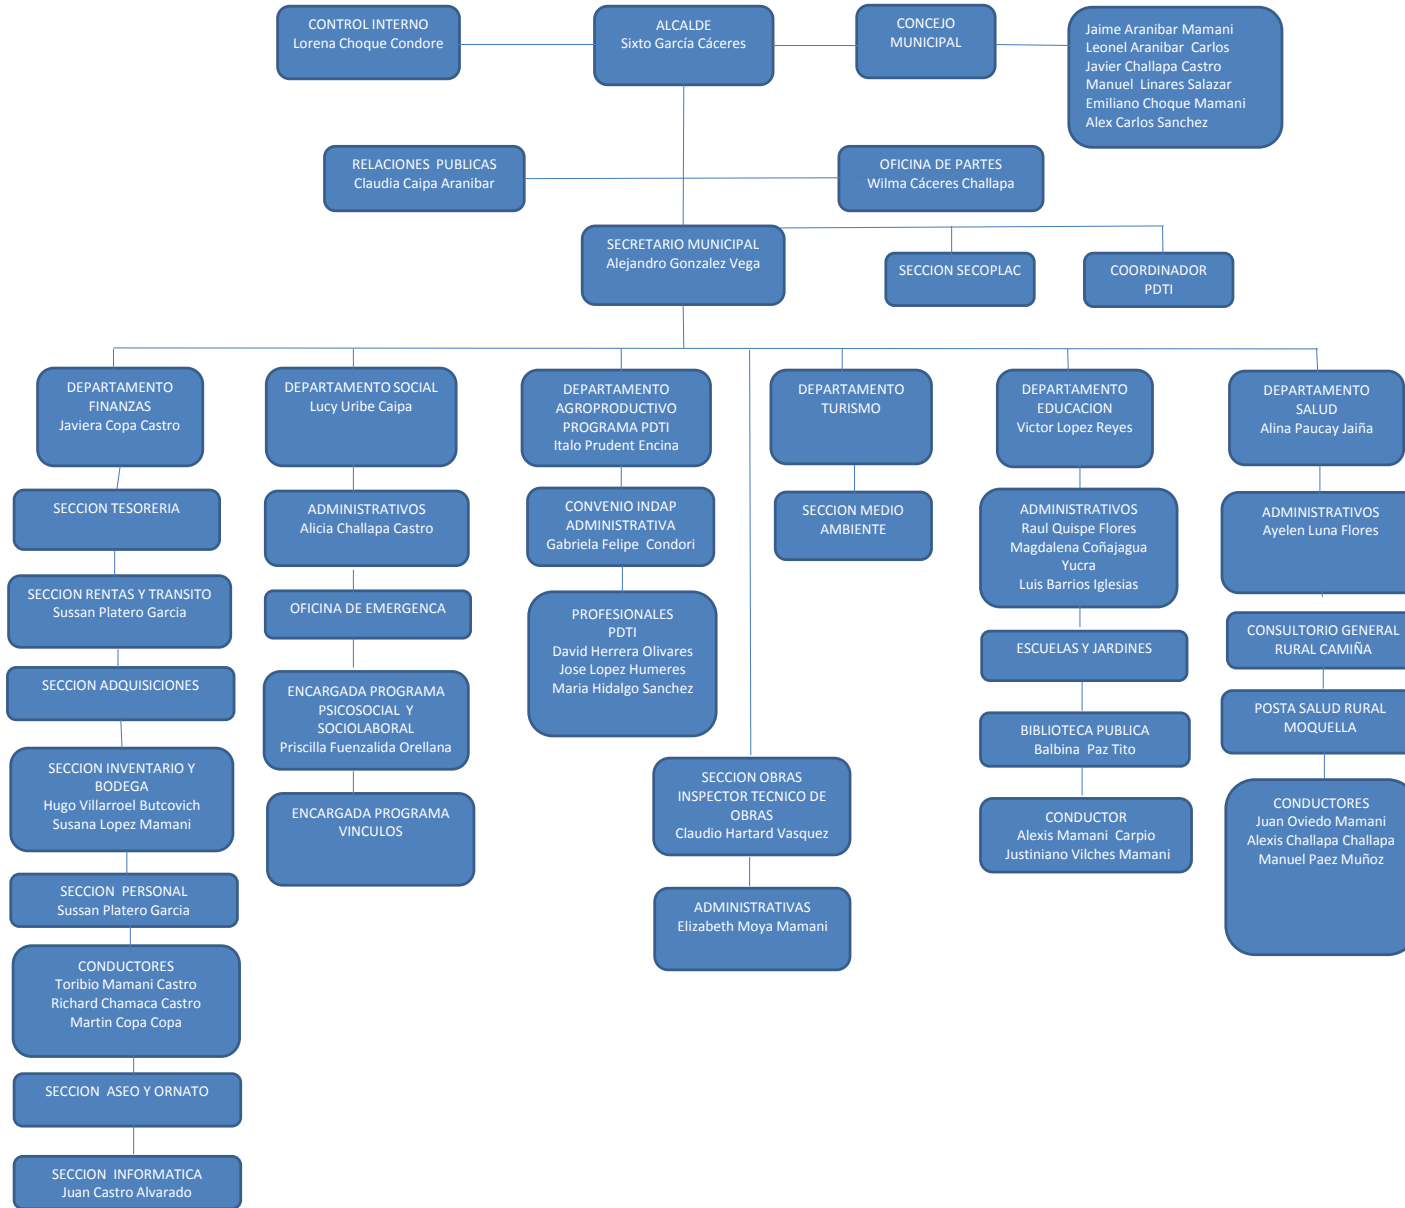 CONTROL INTERNO
Lorena Choque Condore
ALCALDE
Sixto García Cáceres
CONCEJO
MUNICIPAL
Jaime Aranibar Mamani
Leonel Aranibar  Carlos
Javier Challapa Castro
Manuel  Linares Salazar
Emiliano Choque Mamani
Alex Carlos Sanchez
RELACIONES  PUBLICAS
Claudia Caipa Aranibar
OFICINA DE PARTES
Wilma Cáceres Challapa
SECRETARIO MUNICIPAL
Alejandro Gonzalez Vega
SECCION SECOPLAC
COORDINADOR
PDTI
DEPARTAMENTO
FINANZAS
Javiera Copa Castro
SECCION TESORERIA
SECCION RENTAS Y TRANSITO
Sussan Platero Garcia
SECCION ADQUISICIONES
SECCION INVENTARIO Y
BODEGA
Hugo Villarroel Butcovich
Susana Lopez Mamani
SECCION  PERSONAL
Sussan Platero Garcia
CONDUCTORES
Toribio Mamani Castro
Richard Chamaca Castro
Martin Copa Copa
SECCION  ASEO Y ORNATO
SECCION  INFORMATICA
Juan Castro Alvarado
DEPARTAMENTO SOCIAL
Lucy Uribe Caipa
ADMINISTRATIVOS
Alicia Challapa Castro
OFICINA DE EMERGENCA
ENCARGADA PROGRAMA
PSICOSOCIAL  Y
SOCIOLABORAL
Priscilla Fuenzalida Orellana
ENCARGADA PROGRAMA
VINCULOS
DEPARTAMENTO
AGROPRODUCTIVO
PROGRAMA PDTI
Italo Prudent Encina
CONVENIO INDAP
ADMINISTRATIVA
Gabriela Felipe  Condori
PROFESIONALES
PDTI
David Herrera Olivares
Jose Lopez Humeres
Maria Hidalgo Sanchez
SECCION OBRAS
INSPECTOR TECNICO DE
OBRAS
Claudio Hartard Vasquez
ADMINISTRATIVAS
Elizabeth Moya Mamani
DEPARTAMENTO
TURISMO
SECCION MEDIO
AMBIENTE
DEPARTAMENTO
EDUCACION
Victor Lopez Reyes
ADMINISTRATIVOS
Raul Quispe Flores
Magdalena Coñajagua
Yucra
Luis Barrios Iglesias
ESCUELAS Y JARDINES
BIBLIOTECA PUBLICA
Balbina  Paz Tito
CONDUCTOR
Alexis Mamani  Carpio
Justiniano Vilches Mamani
DEPARTAMENTO
SALUD
Alina Paucay Jaiña
ADMINISTRATIVOS
Ayelen Luna Flores
CONSULTORIO GENERAL
RURAL CAMIÑA
POSTA SALUD RURAL
MOQUELLA
CONDUCTORES
Juan Oviedo Mamani
Alexis Challapa Challapa
Manuel Paez Muñoz